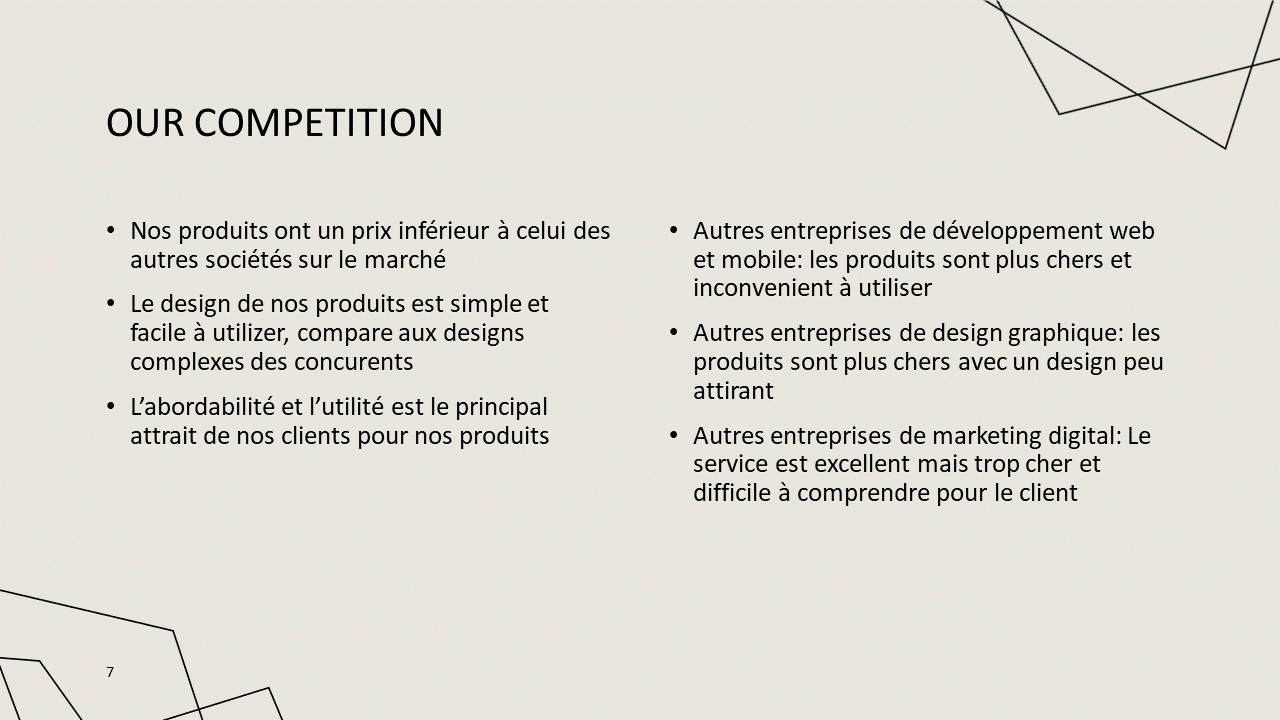 OUR COMPETITION
• Nos produits ont un prix inférieur à celui des
autres sociétés sur le marché
• Le design de nos produits est simple et
facile à utilizer, compare aux designs
complexes des concurents
• L’abordabilité et l’utilité est le principal
attrait de nos clients pour nos produits
• Autres entreprises de développement web
et mobile: les produits sont plus chers et
inconvenient à utiliser
• Autres entreprises de design graphique: les
produits sont plus chers avec un design peu
attirant
• Autres entreprises de marketing digital: Le
service est excellent mais trop cher et
difficile à comprendre pour le client
7